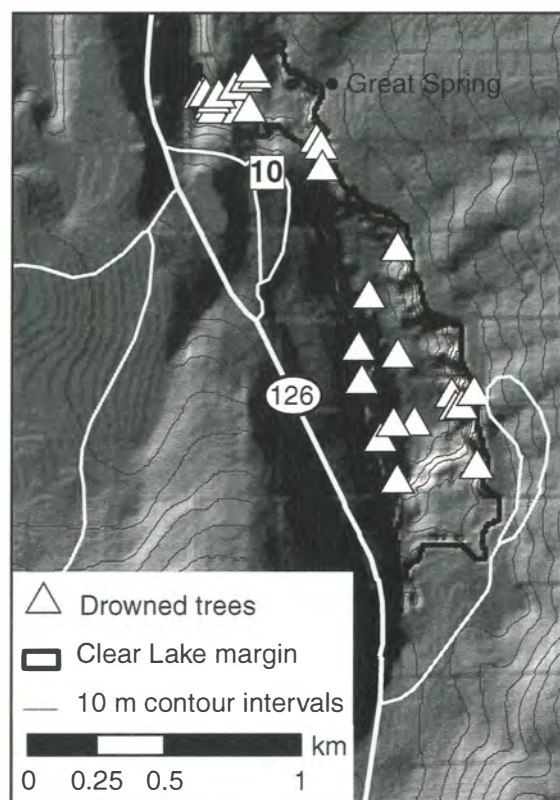 Great Spring
10
126
Drowned trees
Clear Lake margin
10 m contour intervals
km
0 0.25 0.5 1